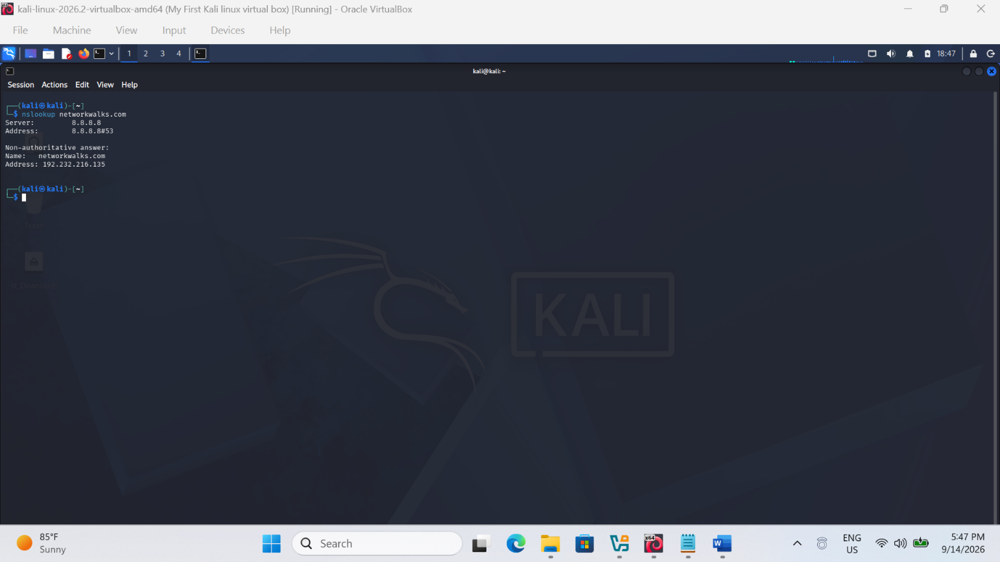 kali-linux-2026.2-virtualbox-amd64 (My First Kali linux virtual box) [Running] - Oracle VirtualBox
File Machine View Input Devices Help
1 2 3 4 18:47
kali@kali: ~
Session Actions Edit View Help
┌──(kali㉿kali)-[~]
└─$ nslookup networkwalks.com
Server: 8.8.8.8
Address: 8.8.8.8#53
Non-authoritative answer:
Name: networkwalks.com
Address: 192.232.216.135
┌──(kali㉿kali)-[~]
└─$
Trash
sf_Downloads
KALI
85°F
Sunny
Search
ENG
US
5:47 PM
9/14/2026